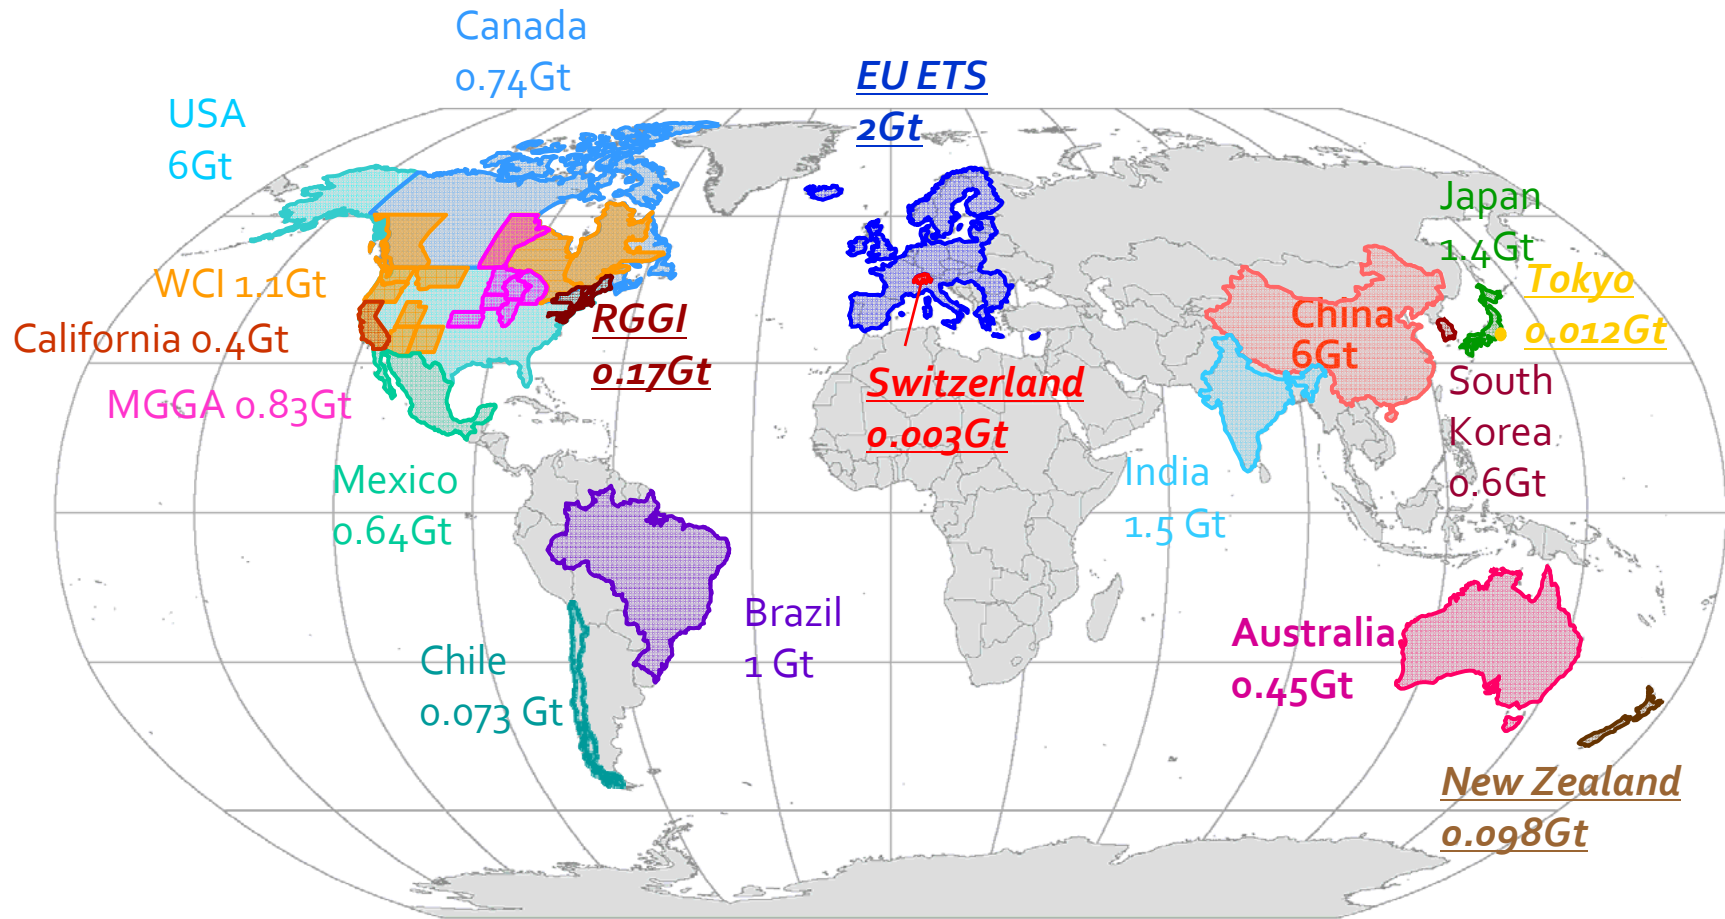 Canada
0.74Gt
EU ETS
2Gt
USA
6Gt
Japan
1.4Gt
WCI 1.1Gt
Tokyo
0.012Gt
California 0.4Gt
RGGI
0.17Gt
China
6Gt
MGGA 0.83Gt
Switzerland
0.003Gt
South
Korea
0.6Gt
Mexico
0.64Gt
India
1.5 Gt
Brazil
1 Gt
Chile
0.073 Gt
Australia
0.45Gt
New Zealand
0.098Gt